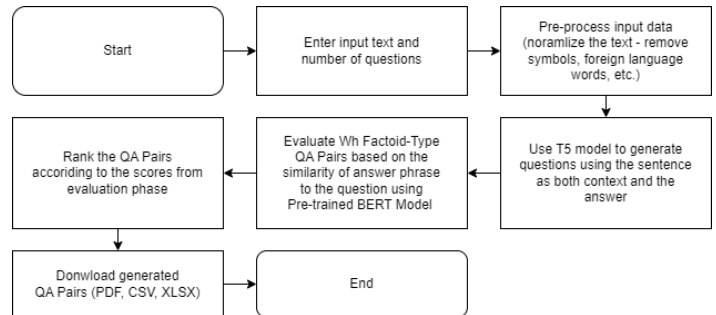 Start
Enter input text and
number of questions
Pre-process input data
(noramlize the text - remove
symbols, foreign language
words, etc.)
Use T5 model to generate
questions using the sentence
as both context and the
answer
Evaluate Wh Factoid-Type
QA Pairs based on the
similarity of answer phrase
to the question using
Pre-trained BERT Model
Rank the QA Pairs
accoriding to the scores from
evaluation phase
Donwload generated
QA Pairs (PDF, CSV, XLSX)
End